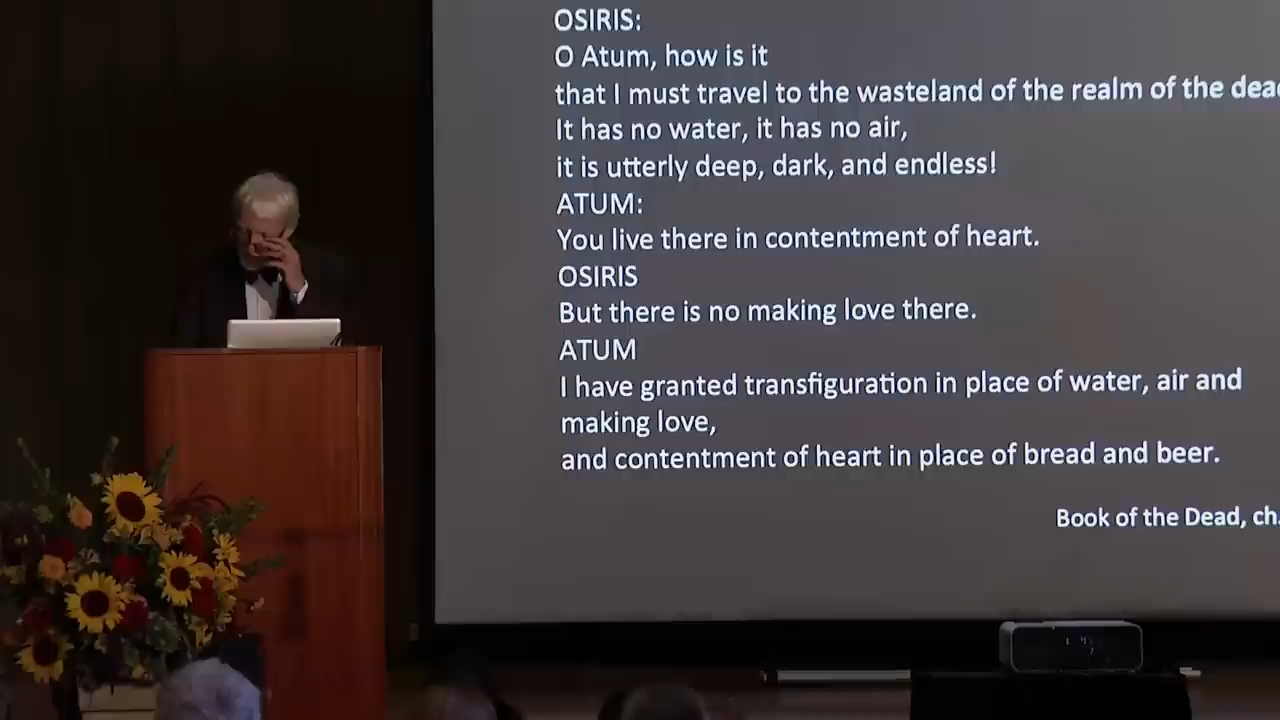 OSIRIS:
O Atum, how is it
that I must travel to the wasteland of the realm of the dea
It has no water, it has no air,
it is utterly deep, dark, and endless!
ATUM:
You live there in contentment of heart.
OSIRIS
But there is no making love there.
ATUM
I have granted transfiguration in place of water, air and
making love,
and contentment of heart in place of bread and beer.
Book of the Dead, ch.